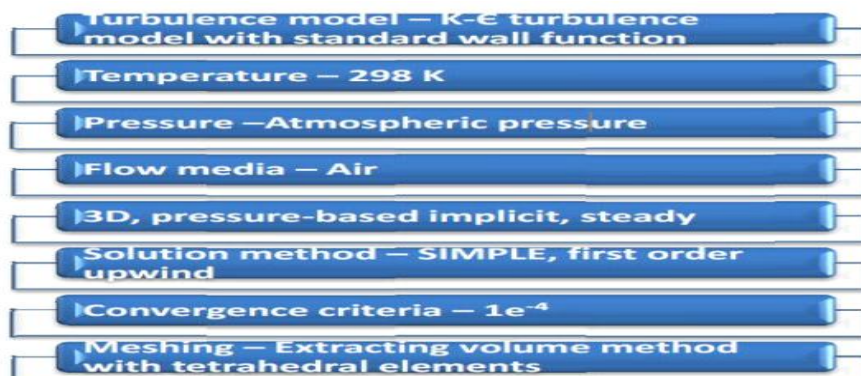 Turbulence model – K-Є turbulence
model with standard wall function
Temperature – 298 K
Pressure –Atmospheric pressure
Flow media – Air
3D, pressure-based implicit, steady
Solution method – SIMPLE, first order
upwind
Convergence criteria – 1e⁻⁴
Meshing – Extracting volume method
with tetrahedral elements